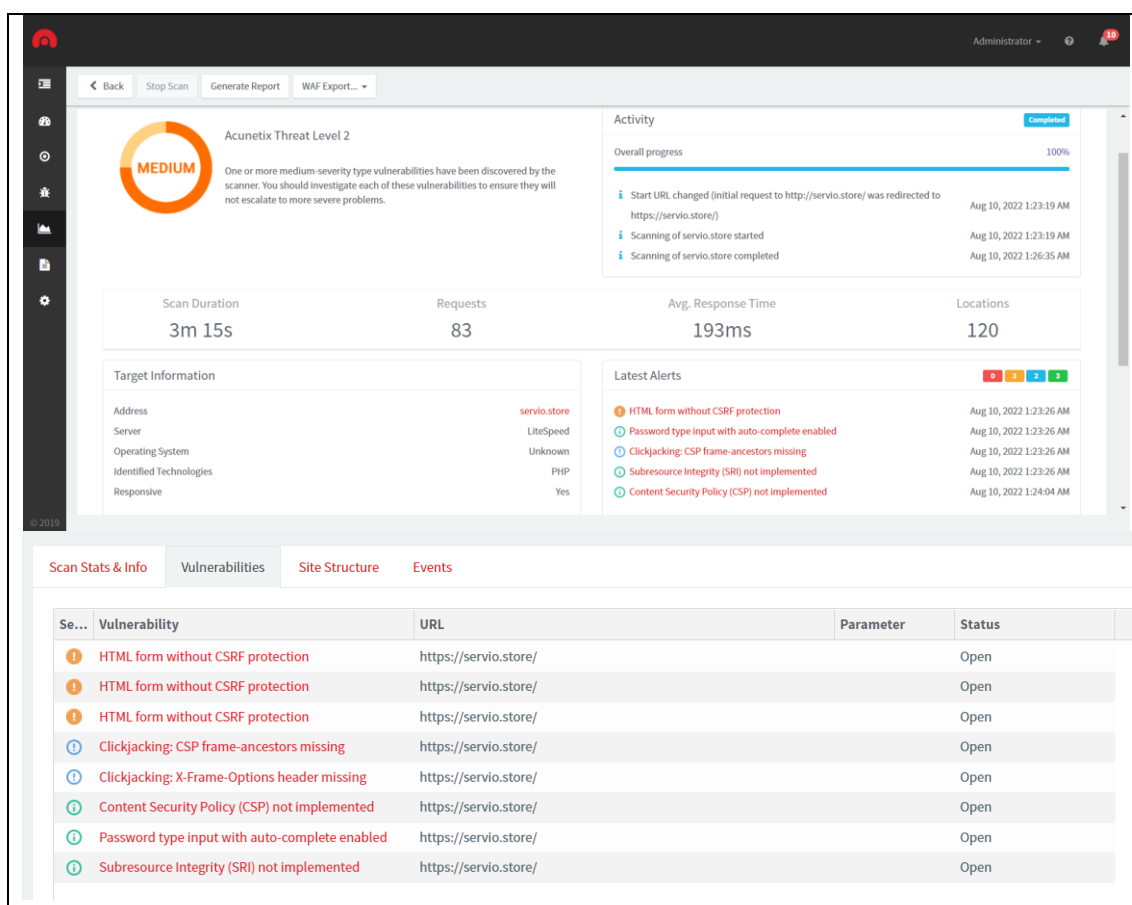 Administrator
10
Back
Stop Scan
Generate Report
WAF Export...
MEDIUM
Acunetix Threat Level 2
One or more medium-severity type vulnerabilities have been discovered by the
scanner. You should investigate each of these vulnerabilities to ensure they will
not escalate to more severe problems.
Activity
Completed
Overall progress
100%
Start URL changed (initial request to http://servio.store/ was redirected to
https://servio.store/)
Aug 10, 2022 1:23:19 AM
Scanning of servio.store started
Aug 10, 2022 1:23:19 AM
Scanning of servio.store completed
Aug 10, 2022 1:26:35 AM
Scan Duration
3m 15s
Requests
83
Avg. Response Time
193ms
Locations
120
Target Information
Address servio.store
Server LiteSpeed
Operating System Unknown
Identified Technologies PHP
Responsive Yes
Latest Alerts
0 3 2 3
HTML form without CSRF protection Aug 10, 2022 1:23:26 AM
Password type input with auto-complete enabled Aug 10, 2022 1:23:26 AM
Clickjacking: CSP frame-ancestors missing Aug 10, 2022 1:23:26 AM
Subresource Integrity (SRI) not implemented Aug 10, 2022 1:23:26 AM
Content Security Policy (CSP) not implemented Aug 10, 2022 1:24:04 AM
© 2019
Scan Stats & Info Vulnerabilities Site Structure Events
Se... Vulnerability URL Parameter Status
HTML form without CSRF protection https://servio.store/ Open
HTML form without CSRF protection https://servio.store/ Open
HTML form without CSRF protection https://servio.store/ Open
Clickjacking: CSP frame-ancestors missing https://servio.store/ Open
Clickjacking: X-Frame-Options header missing https://servio.store/ Open
Content Security Policy (CSP) not implemented https://servio.store/ Open
Password type input with auto-complete enabled https://servio.store/ Open
Subresource Integrity (SRI) not implemented https://servio.store/ Open